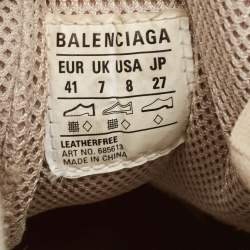 BALENCIAGA
EUR UK USA JP
41 7 8 27
LEATHERFREE
ART NO. 685613
MADE IN CHINA